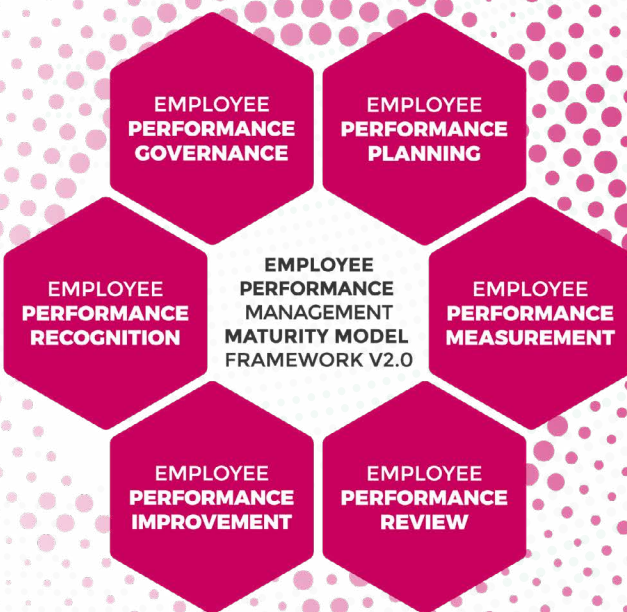 EMPLOYEE
PERFORMANCE
GOVERNANCE
EMPLOYEE
PERFORMANCE
PLANNING
EMPLOYEE
PERFORMANCE
RECOGNITION
EMPLOYEE
PERFORMANCE
MANAGEMENT
MATURITY MODEL
FRAMEWORK V2.0
EMPLOYEE
PERFORMANCE
MEASUREMENT
EMPLOYEE
PERFORMANCE
IMPROVEMENT
EMPLOYEE
PERFORMANCE
REVIEW